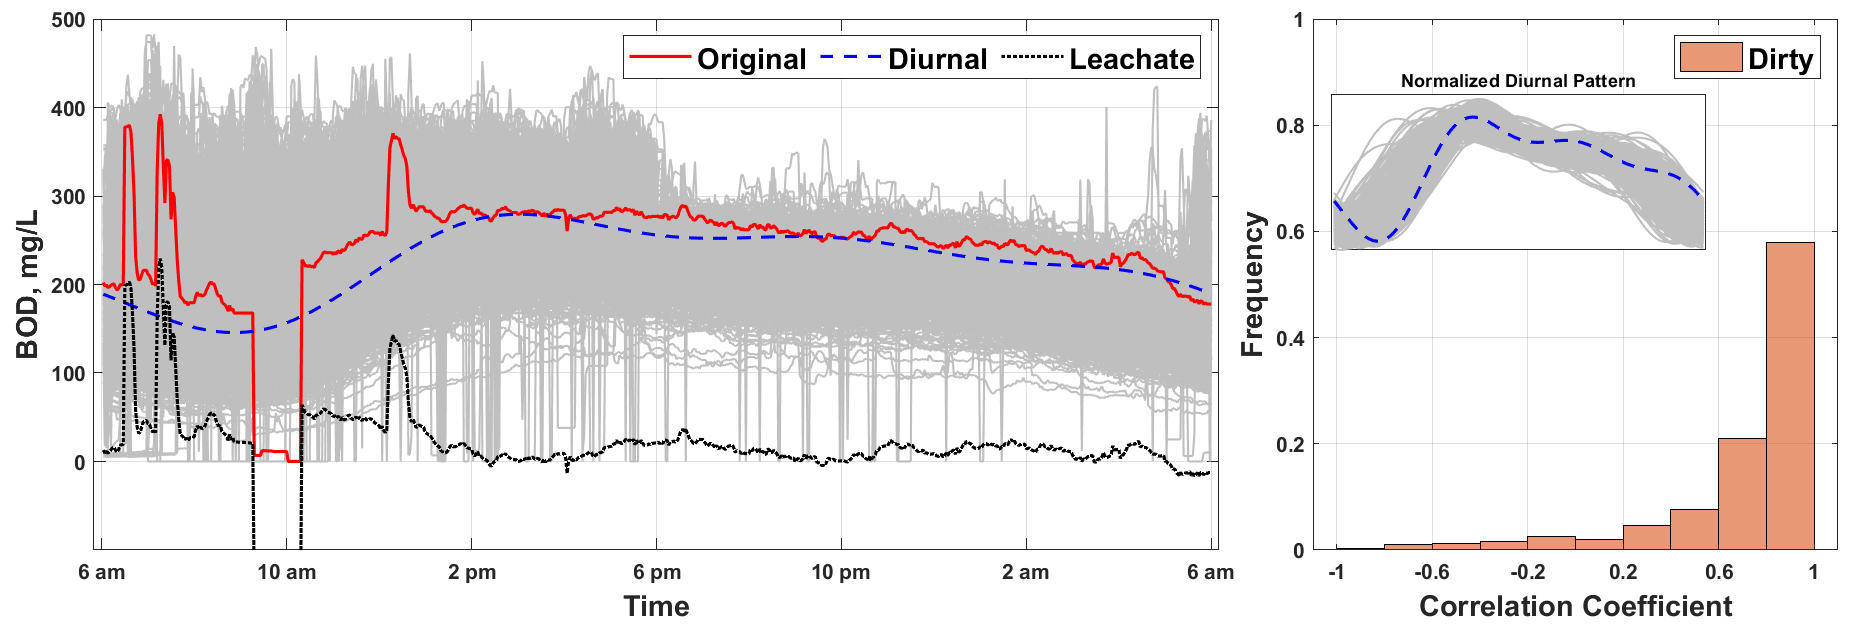 500
400
300
200
100
0
BOD, mg/L
Original Diurnal Leachate
6 am 10 am 2 pm 6 pm 10 pm 2 am 6 am
Time
1
0.8
0.6
0.4
0.2
0
Frequency
Dirty
Normalized Diurnal Pattern
-1 -0.6 -0.2 0.2 0.6 1
Correlation Coefficient